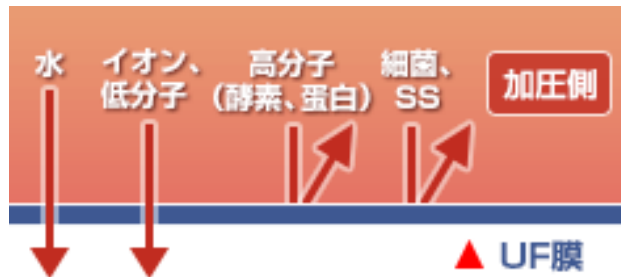 水
イオン、
低分子
高分子
（酵素、蛋白）
細菌、
SS
加圧側
▲ UF膜